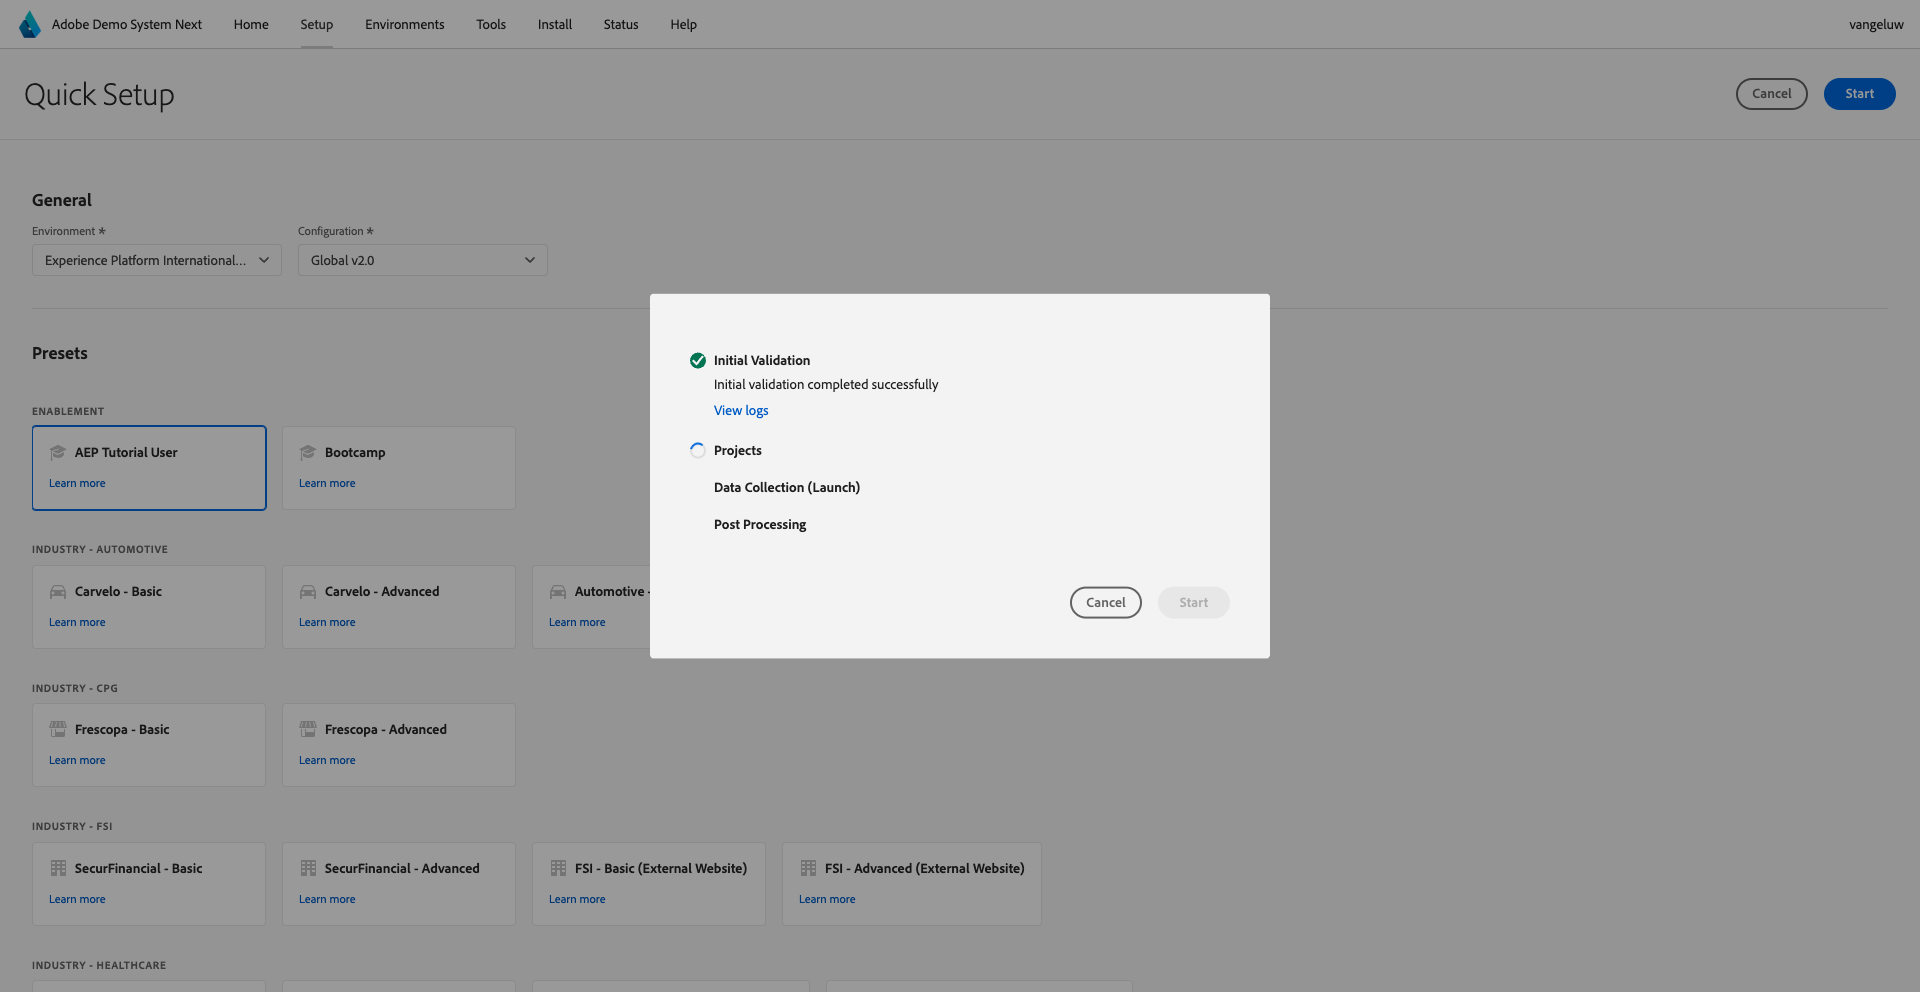 Adobe Demo System Next Home Setup Environments Tools Install Status Help vangeluw
Quick Setup Cancel Start
General
Environment * Configuration *
Experience Platform International... Global v2.0
Presets
ENABLEMENT
AEP Tutorial User Bootcamp
Learn more Learn more
INDUSTRY - AUTOMOTIVE
Carvelo - Basic Carvelo - Advanced Automotive -
Learn more Learn more Learn more
INDUSTRY - CPG
Frescopa - Basic Frescopa - Advanced
Learn more Learn more
INDUSTRY - FSI
SecurFinancial - Basic SecurFinancial - Advanced FSI - Basic (External Website) FSI - Advanced (External Website)
Learn more Learn more Learn more Learn more
INDUSTRY - HEALTHCARE
Initial Validation
Initial validation completed successfully
View logs
Projects
Data Collection (Launch)
Post Processing
Cancel Start